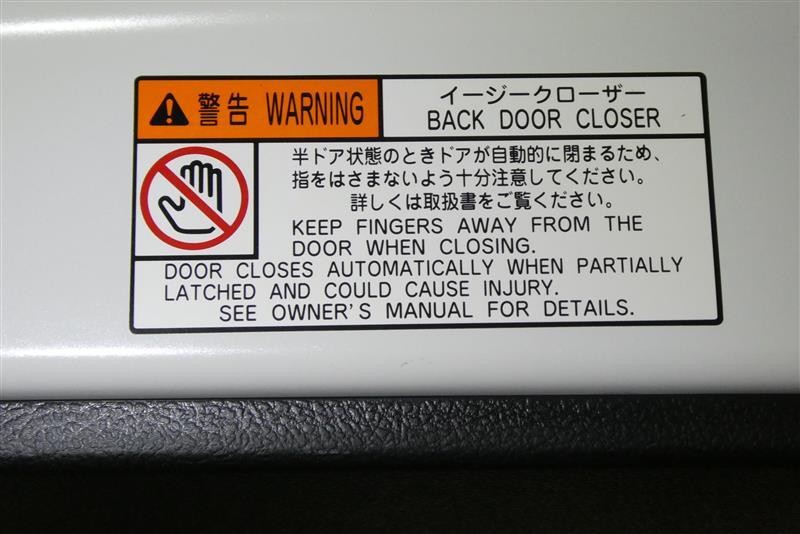 警告 WARNING
イージークローザー
BACK DOOR CLOSER
半ドア状態のときドアが自動的に閉まるため、
指をはさまないよう十分注意してください。
詳しくは取扱書をご覧ください。
KEEP FINGERS AWAY FROM THE
DOOR WHEN CLOSING.
DOOR CLOSES AUTOMATICALLY WHEN PARTIALLY
LATCHED AND COULD CAUSE INJURY.
SEE OWNER'S MANUAL FOR DETAILS.